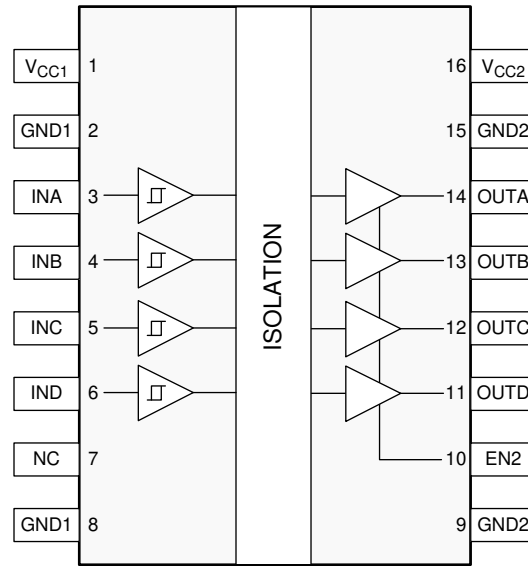 VCC1 1 16 VCC2
GND1 2 15 GND2
INA 3 14 OUTA
INB 4 13 OUTB
INC 5 12 OUTC
IND 6 11 OUTD
NC 7 10 EN2
GND1 8 9 GND2
ISOLATION